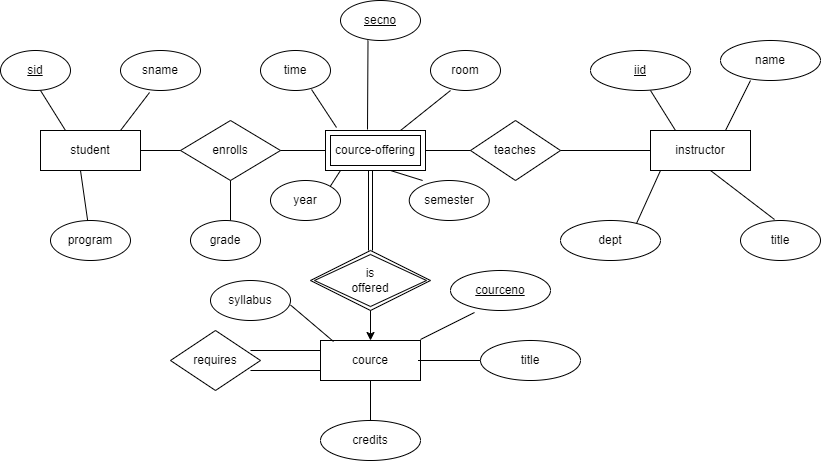 secno
sid
sname
time
room
iid
name
student
enrolls
cource-offering
teaches
instructor
year
semester
program
grade
dept
title
is
offered
syllabus
courceno
requires
cource
title
credits